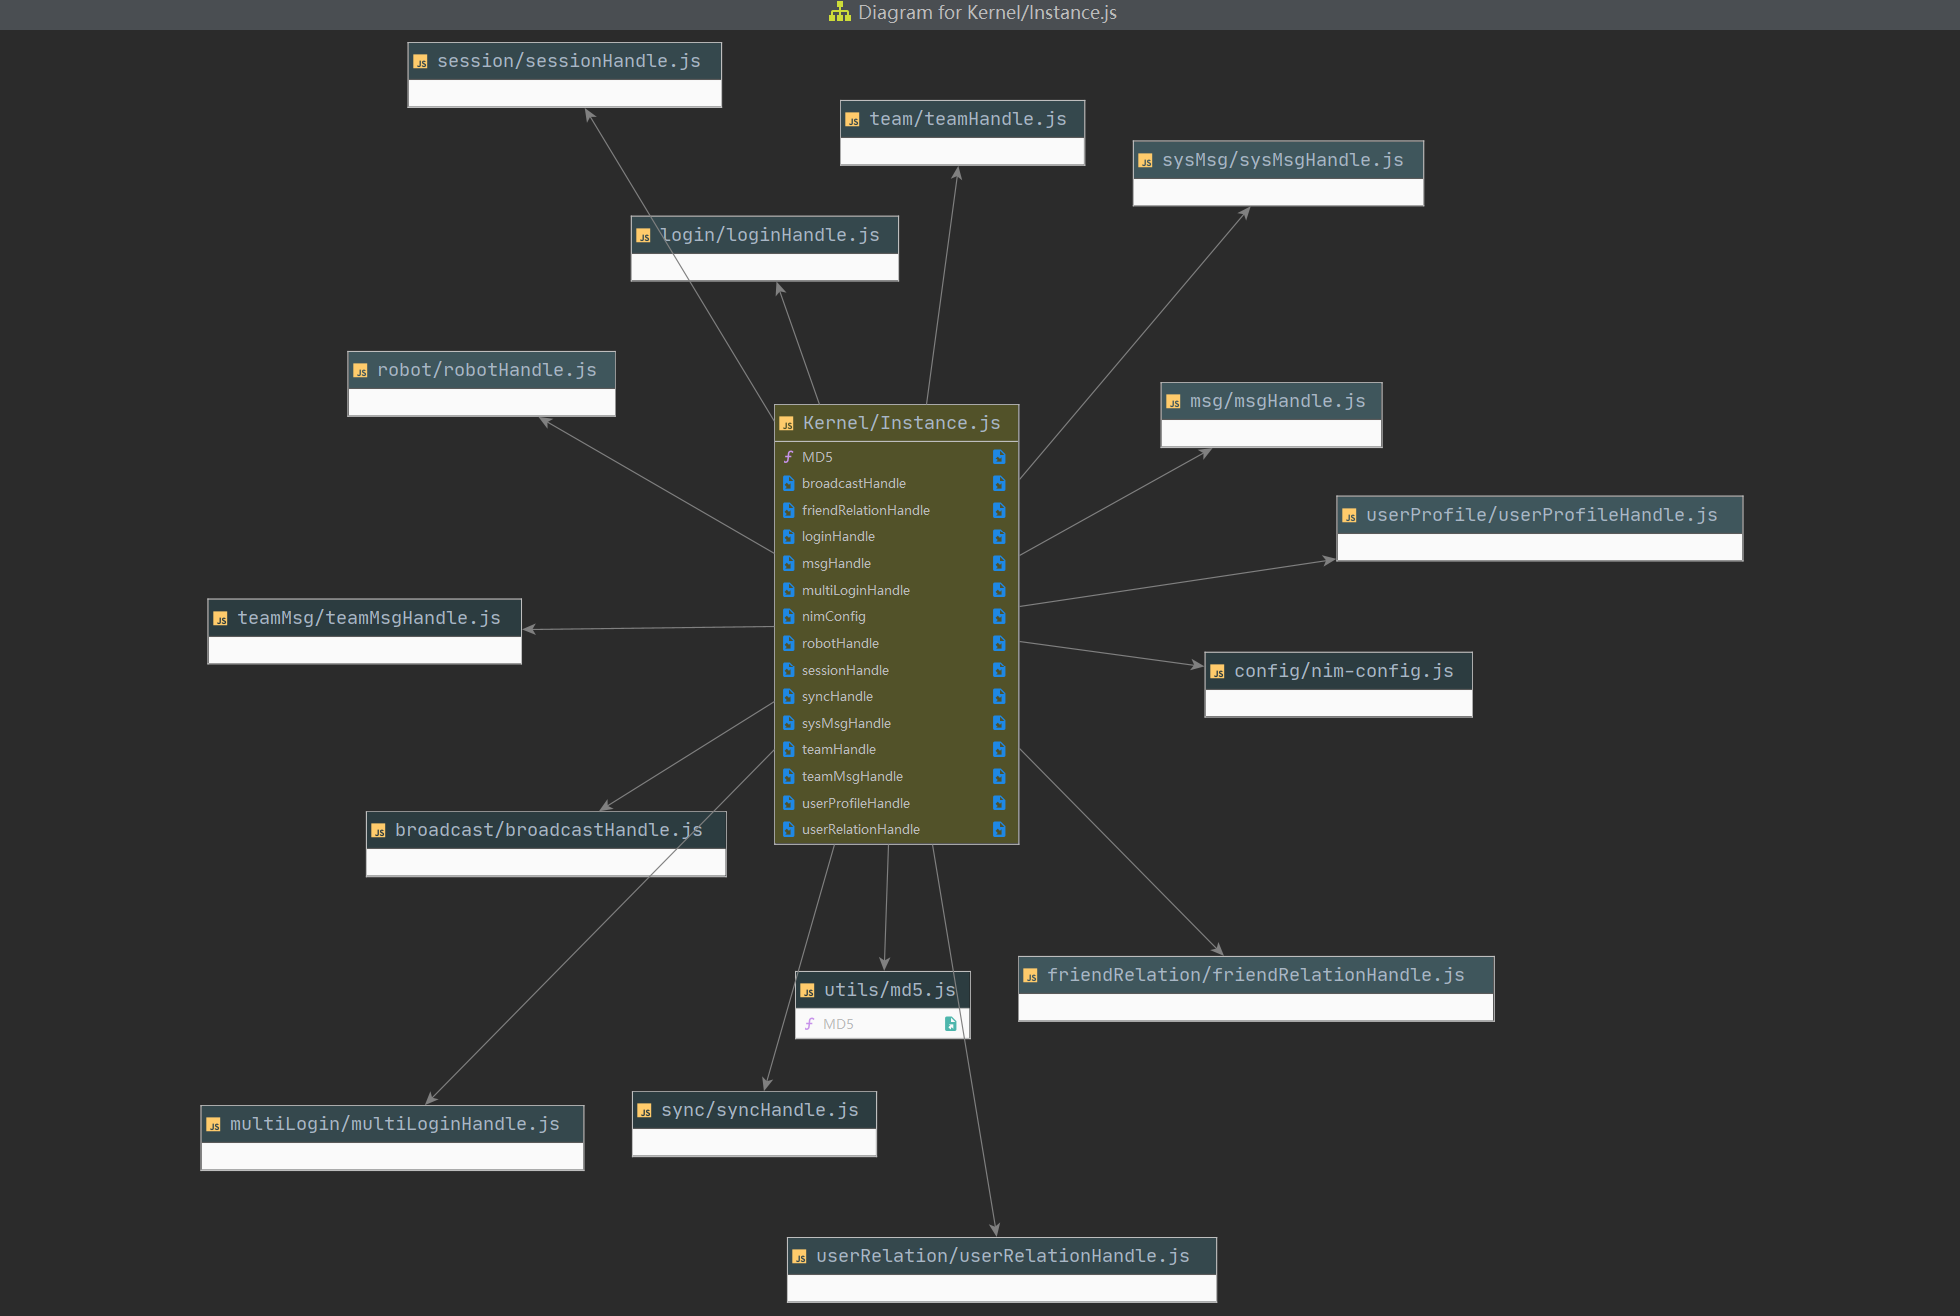 Diagram for Kernel/Instance.js
session/sessionHandle.js
team/teamHandle.js
sysMsg/sysMsgHandle.js
login/loginHandle.js
robot/robotHandle.js
msg/msgHandle.js
Kernel/Instance.js
MD5
broadcastHandle
friendRelationHandle
loginHandle
msgHandle
multiLoginHandle
nimConfig
robotHandle
sessionHandle
syncHandle
sysMsgHandle
teamHandle
teamMsgHandle
userProfileHandle
userRelationHandle
userProfile/userProfileHandle.js
teamMsg/teamMsgHandle.js
config/nim-config.js
broadcast/broadcastHandle.js
friendRelation/friendRelationHandle.js
utils/md5.js
MD5
multiLogin/multiLoginHandle.js
sync/syncHandle.js
userRelation/userRelationHandle.js